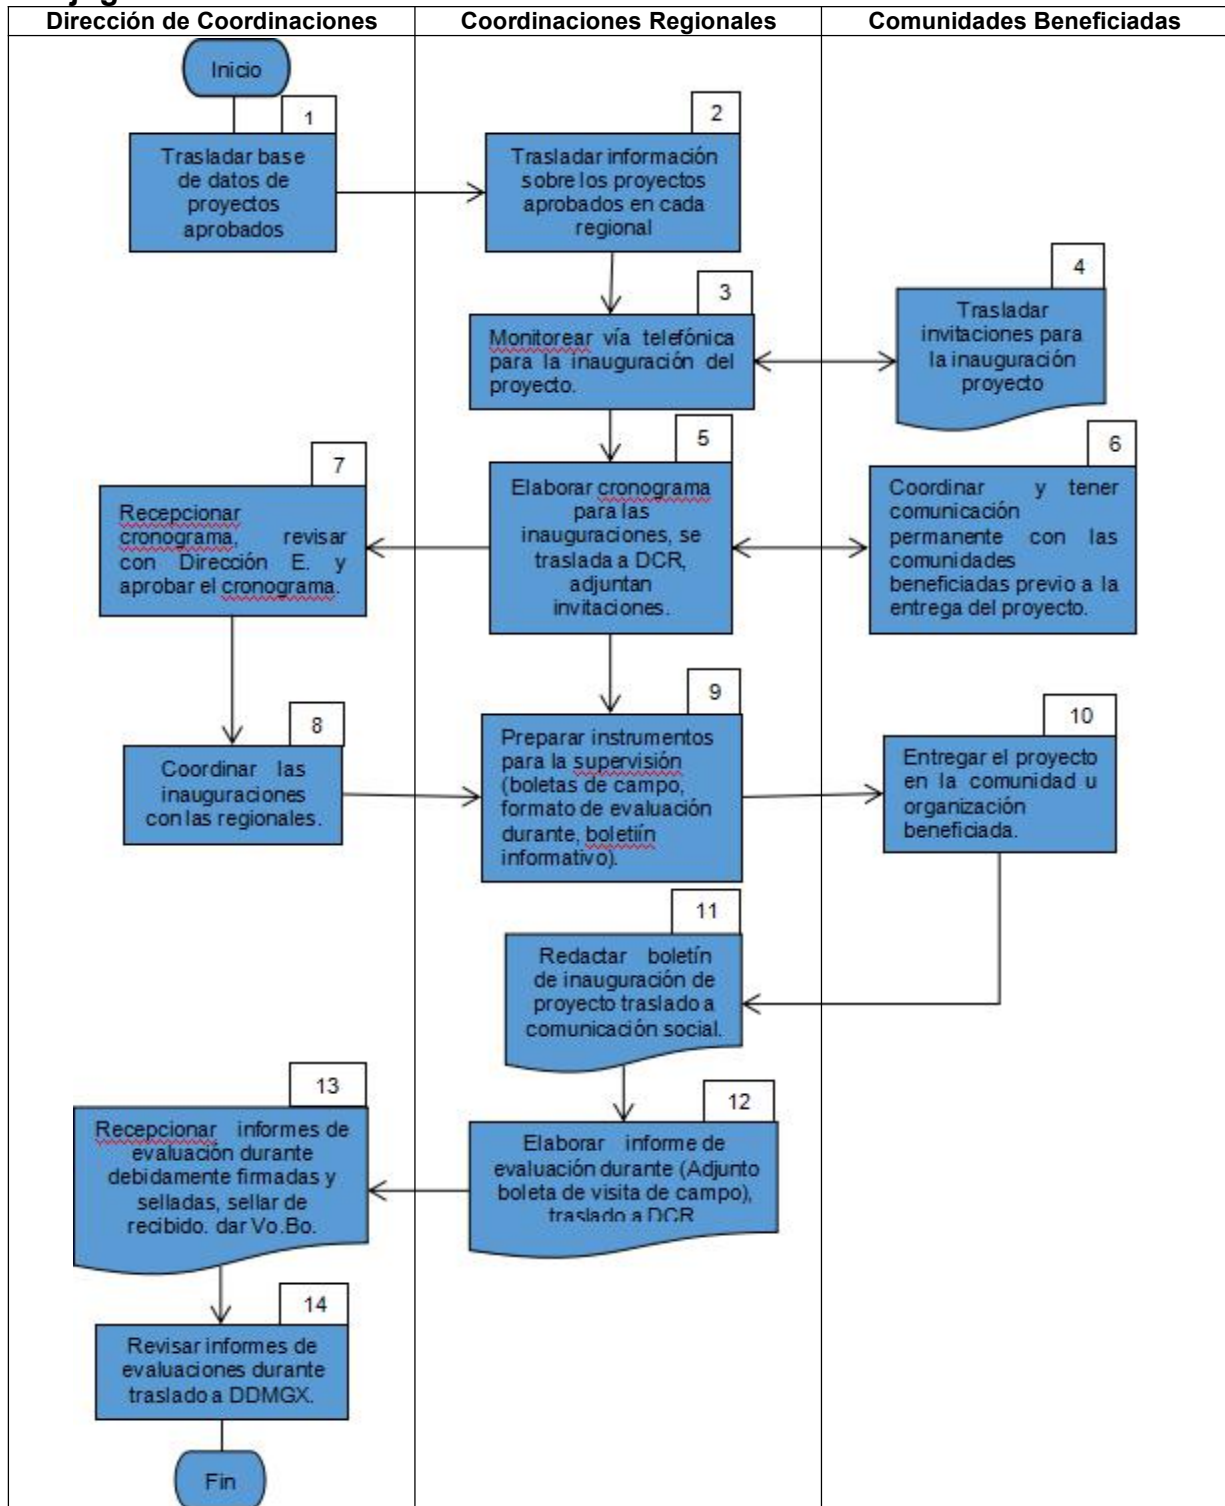 Dirección de Coordinaciones
Coordinaciones Regionales
Comunidades Beneficiadas
Inicio
1
Trasladar base
de datos de
proyectos
aprobados
2
Trasladar información
sobre los proyectos
aprobados en cada
regional
3
Monitorear vía telefónica
para la inauguración del
proyecto.
4
Trasladar
invitaciones para
la inauguración
proyecto
5
Elaborar cronograma
para las
inauguraciones, se
traslada a DCR,
adjuntan
invitaciones.
6
Coordinar y tener
comunicación
permanente con las
comunidades
beneficiadas previo a la
entrega del proyecto.
7
Recepcionar
cronograma, revisar
con Dirección E. y
aprobar el cronograma.
8
Coordinar las
inauguraciones
con las regionales.
9
Preparar instrumentos
para la supervisión
(boletas de campo,
formato de evaluación
durante, boletiín
informativo).
10
Entregar el proyecto
en la comunidad u
organización
beneficiada.
11
Redactar boletín
de inauguración de
proyecto traslado a
comunicación social.
12
Elaborar informe de
evaluación durante (Adjunto
boleta de visita de campo),
traslado a DCR
13
Recepcionar informes de
evaluación durante
debidamente firmadas y
selladas, sellar de
recibido. dar Vo.Bo.
14
Revisar informes de
evaluaciones durante
traslado a DDMGX.
Fin